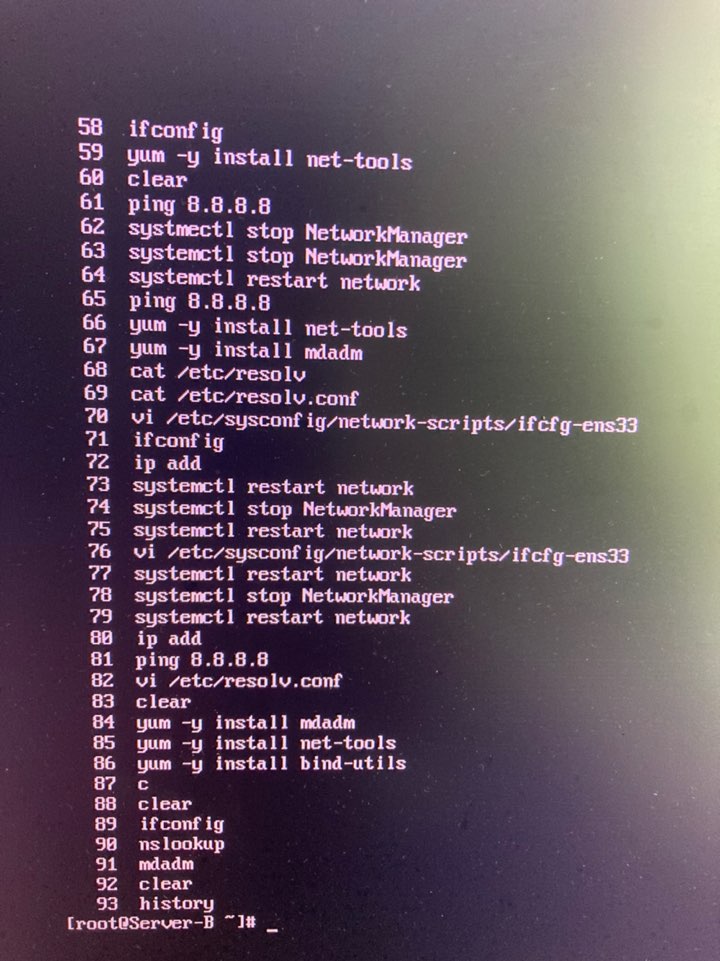 58 ifconfig
59 yum -y install net-tools
60 clear
61 ping 8.8.8.8
62 systmectl stop NetworkManager
63 systemctl stop NetworkManager
64 systemctl restart network
65 ping 8.8.8.8
66 yum -y install net-tools
67 yum -y install mdadm
68 cat /etc/resolv
69 cat /etc/resolv.conf
70 vi /etc/sysconfig/network-scripts/ifcfg-ens33
71 ifconfig
72 ip add
73 systemctl restart network
74 systemctl stop NetworkManager
75 systemctl restart network
76 vi /etc/sysconfig/network-scripts/ifcfg-ens33
77 systemctl restart network
78 systemctl stop NetworkManager
79 systemctl restart network
80 ip add
81 ping 8.8.8.8
82 vi /etc/resolv.conf
83 clear
84 yum -y install mdadm
85 yum -y install net-tools
86 yum -y install bind-utils
87 c
88 clear
89 ifconfig
90 nslookup
91 mdadm
92 clear
93 history
[root@Server-B ~]# _